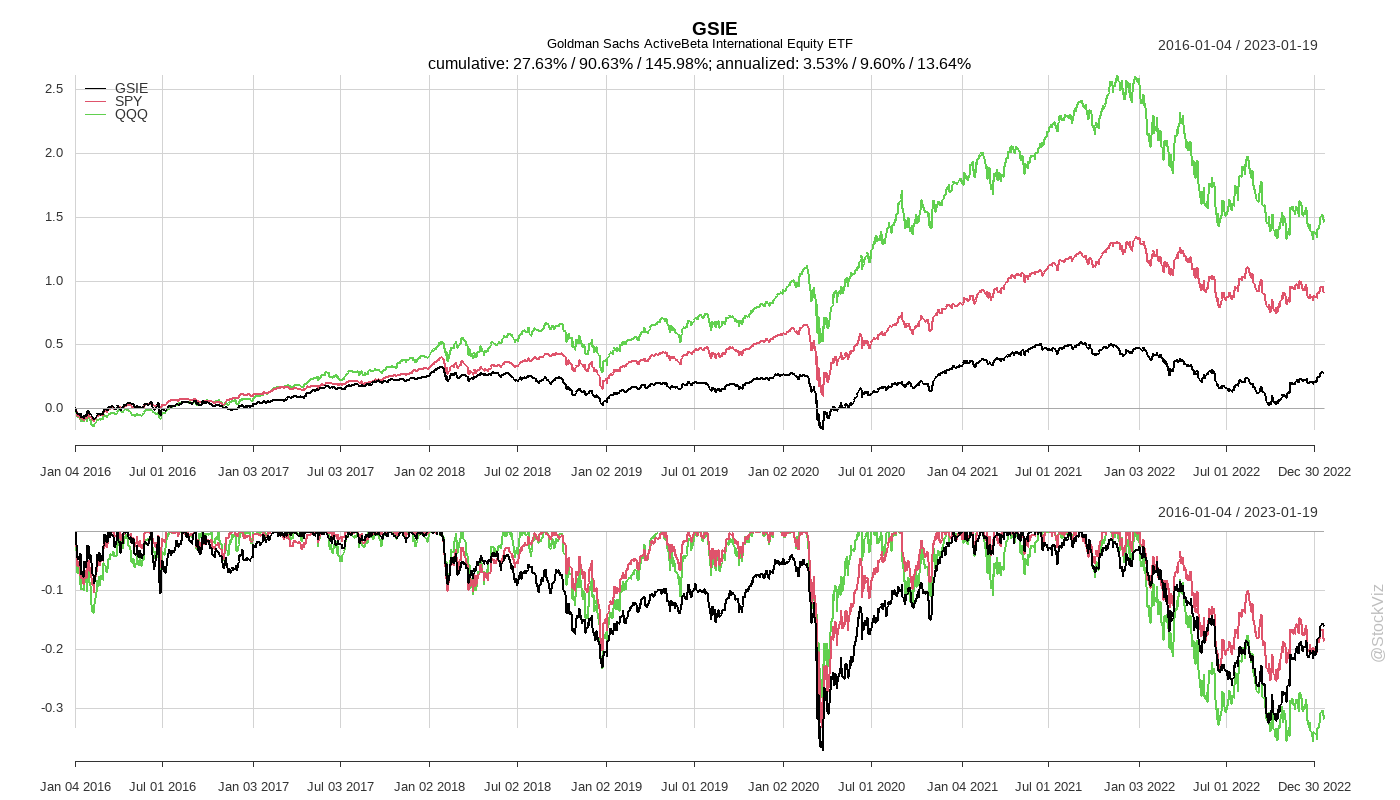 GSIE
Goldman Sachs ActiveBeta International Equity ETF
2016-01-04 / 2023-01-19
cumulative: 27.63% / 90.63% / 145.98%; annualized: 3.53% / 9.60% / 13.64%
GSIE
SPY
QQQ
2.5
2.0
1.5
1.0
0.5
0.0
Jan 04 2016 Jul 01 2016 Jan 03 2017 Jul 03 2017 Jan 02 2018 Jul 02 2018 Jan 02 2019 Jul 01 2019 Jan 02 2020 Jul 01 2020 Jan 04 2021 Jul 01 2021 Jan 03 2022 Jul 01 2022 Dec 30 2022
2016-01-04 / 2023-01-19
-0.1
-0.2
-0.3
Jan 04 2016 Jul 01 2016 Jan 03 2017 Jul 03 2017 Jan 02 2018 Jul 02 2018 Jan 02 2019 Jul 01 2019 Jan 02 2020 Jul 01 2020 Jan 04 2021 Jul 01 2021 Jan 03 2022 Jul 01 2022 Dec 30 2022
@StockViz